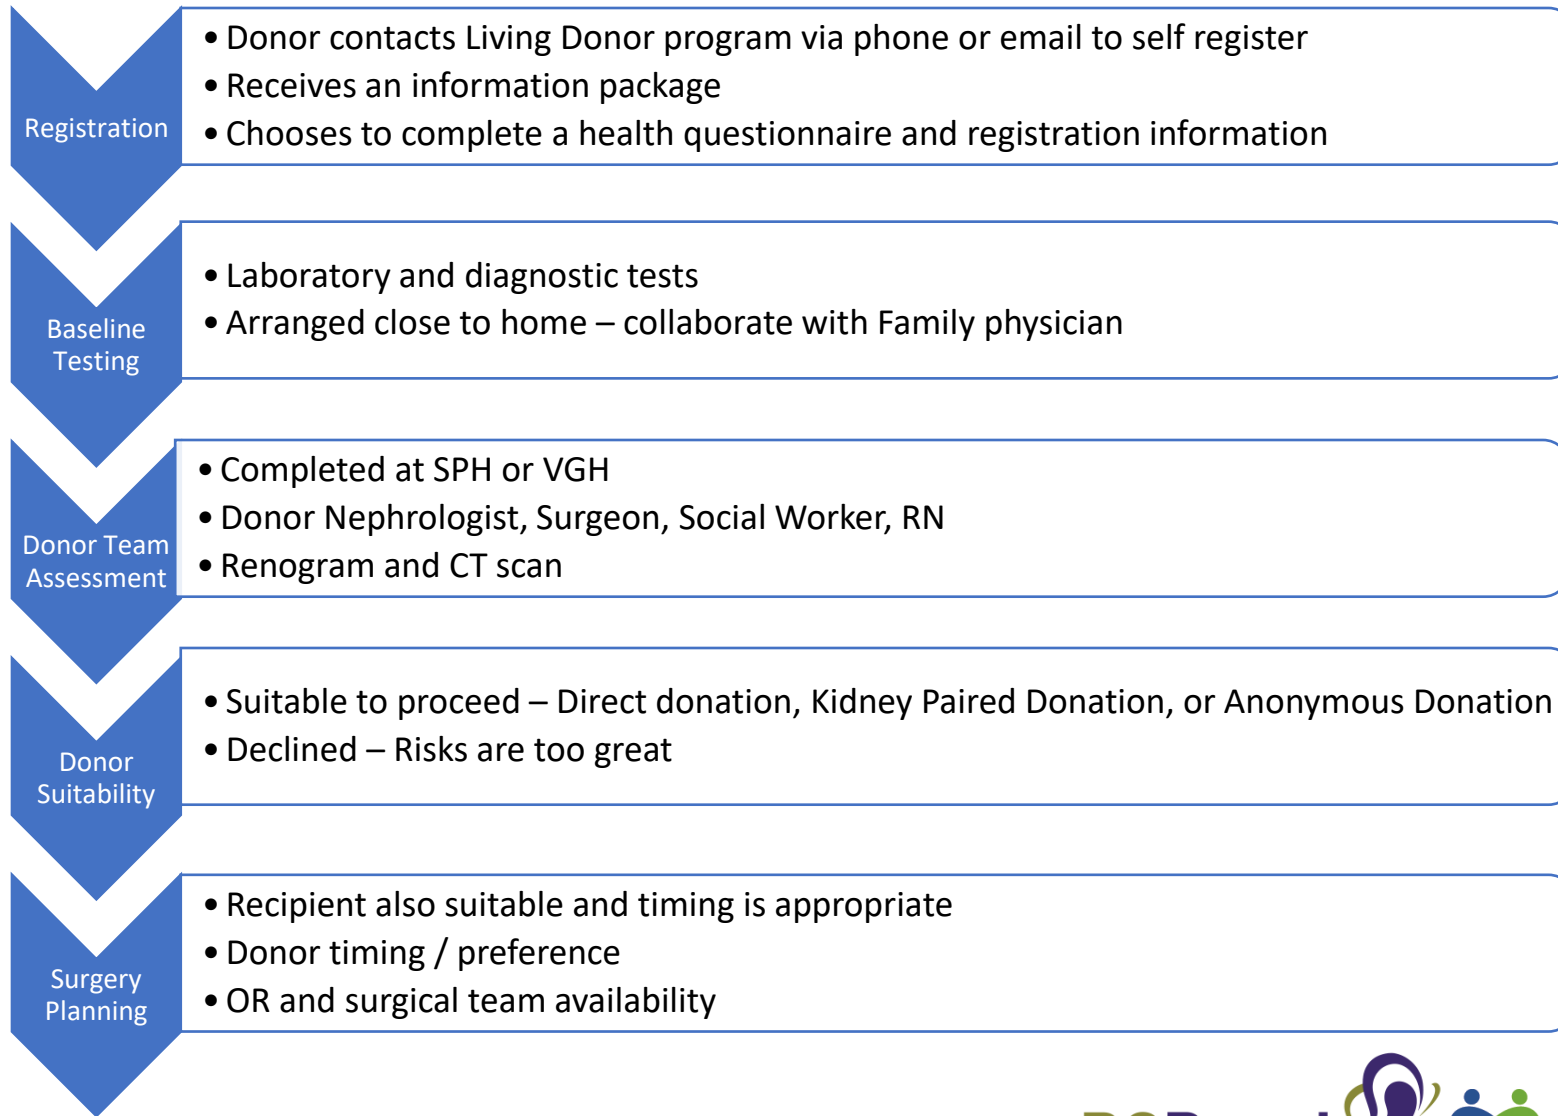 Registration
• Donor contacts Living Donor program via phone or email to self register
• Receives an information package
• Chooses to complete a health questionnaire and registration information
Baseline
Testing
• Laboratory and diagnostic tests
• Arranged close to home – collaborate with Family physician
Donor Team
Assessment
• Completed at SPH or VGH
• Donor Nephrologist, Surgeon, Social Worker, RN
• Renogram and CT scan
Donor
Suitability
• Suitable to proceed – Direct donation, Kidney Paired Donation, or Anonymous Donation
• Declined – Risks are too great
Surgery
Planning
• Recipient also suitable and timing is appropriate
• Donor timing / preference
• OR and surgical team availability